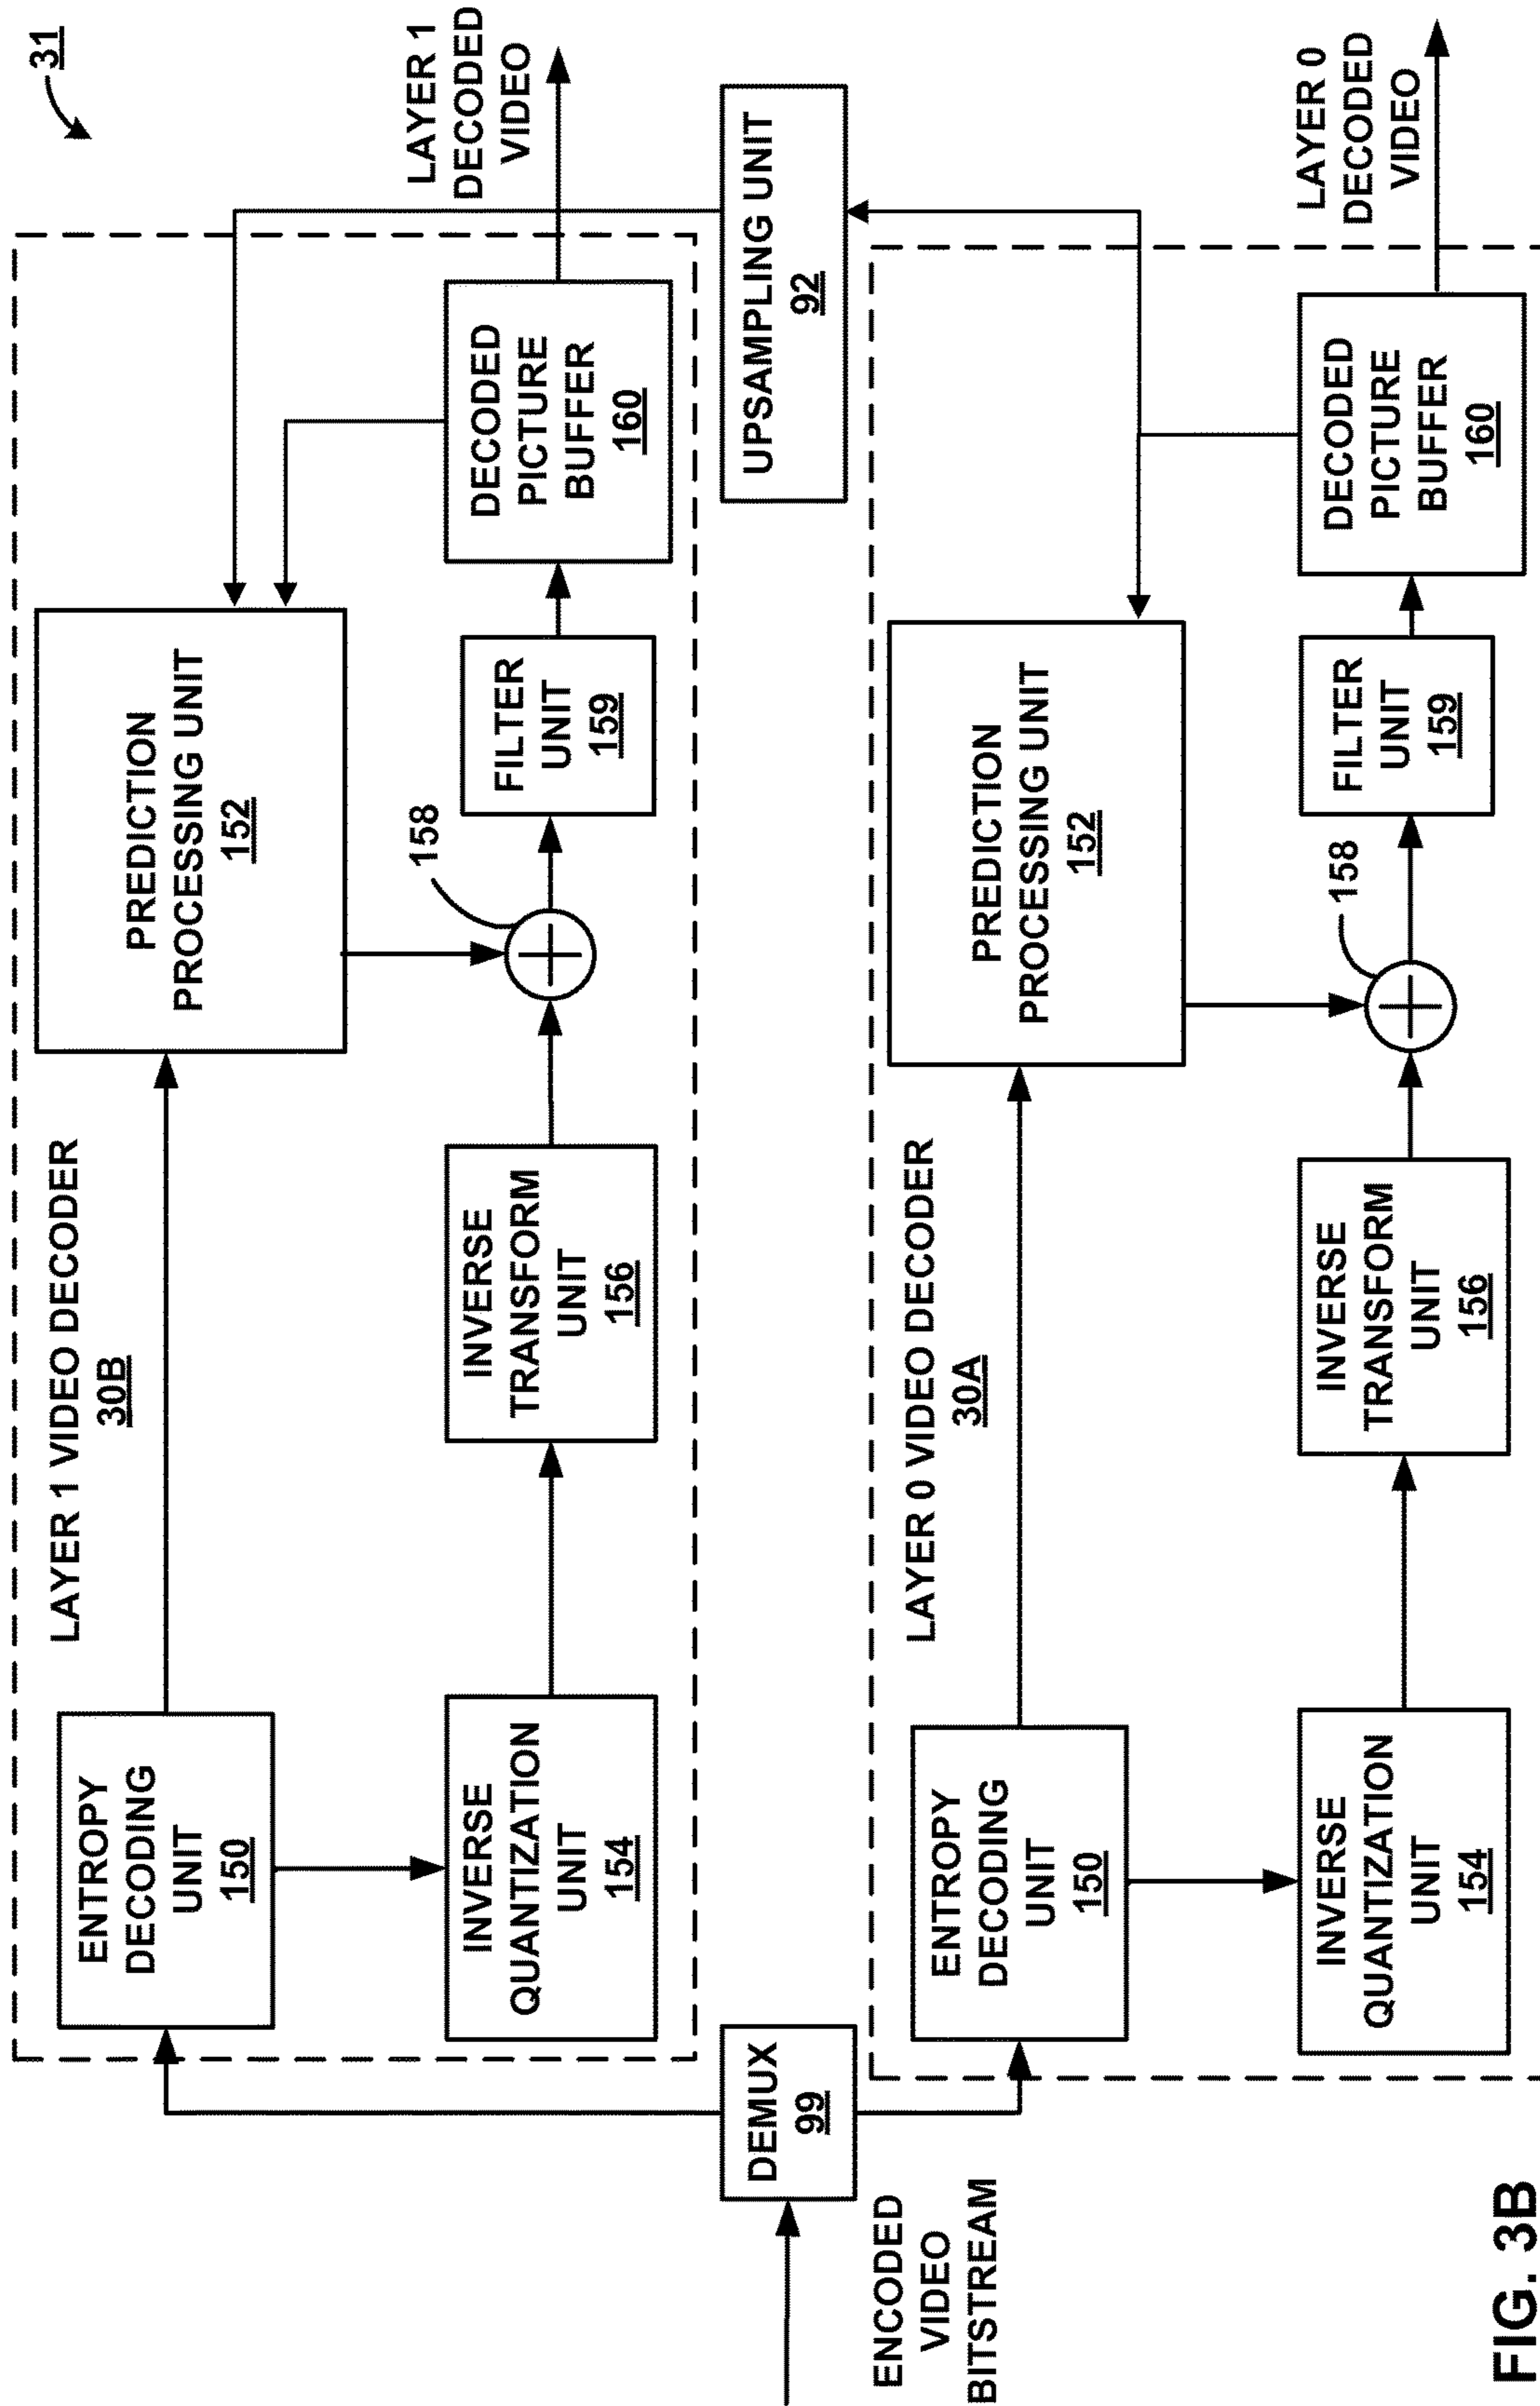 31
LAYER 1 VIDEO DECODER
30B
ENTROPY
DECODING
UNIT
150
PREDICTION
PROCESSING UNIT
152
INVERSE
QUANTIZATION
UNIT
154
INVERSE
TRANSFORM
UNIT
156
158
FILTER
UNIT
159
DECODED
PICTURE
BUFFER
160
LAYER 1
DECODED
VIDEO
DEMUX
99
UPSAMPLING UNIT
92
ENCODED
VIDEO
BITSTREAM
LAYER 0 VIDEO DECODER
30A
ENTROPY
DECODING
UNIT
150
PREDICTION
PROCESSING UNIT
152
INVERSE
QUANTIZATION
UNIT
154
INVERSE
TRANSFORM
UNIT
156
158
FILTER
UNIT
159
DECODED
PICTURE
BUFFER
160
LAYER 0
DECODED
VIDEO
FIG. 3B